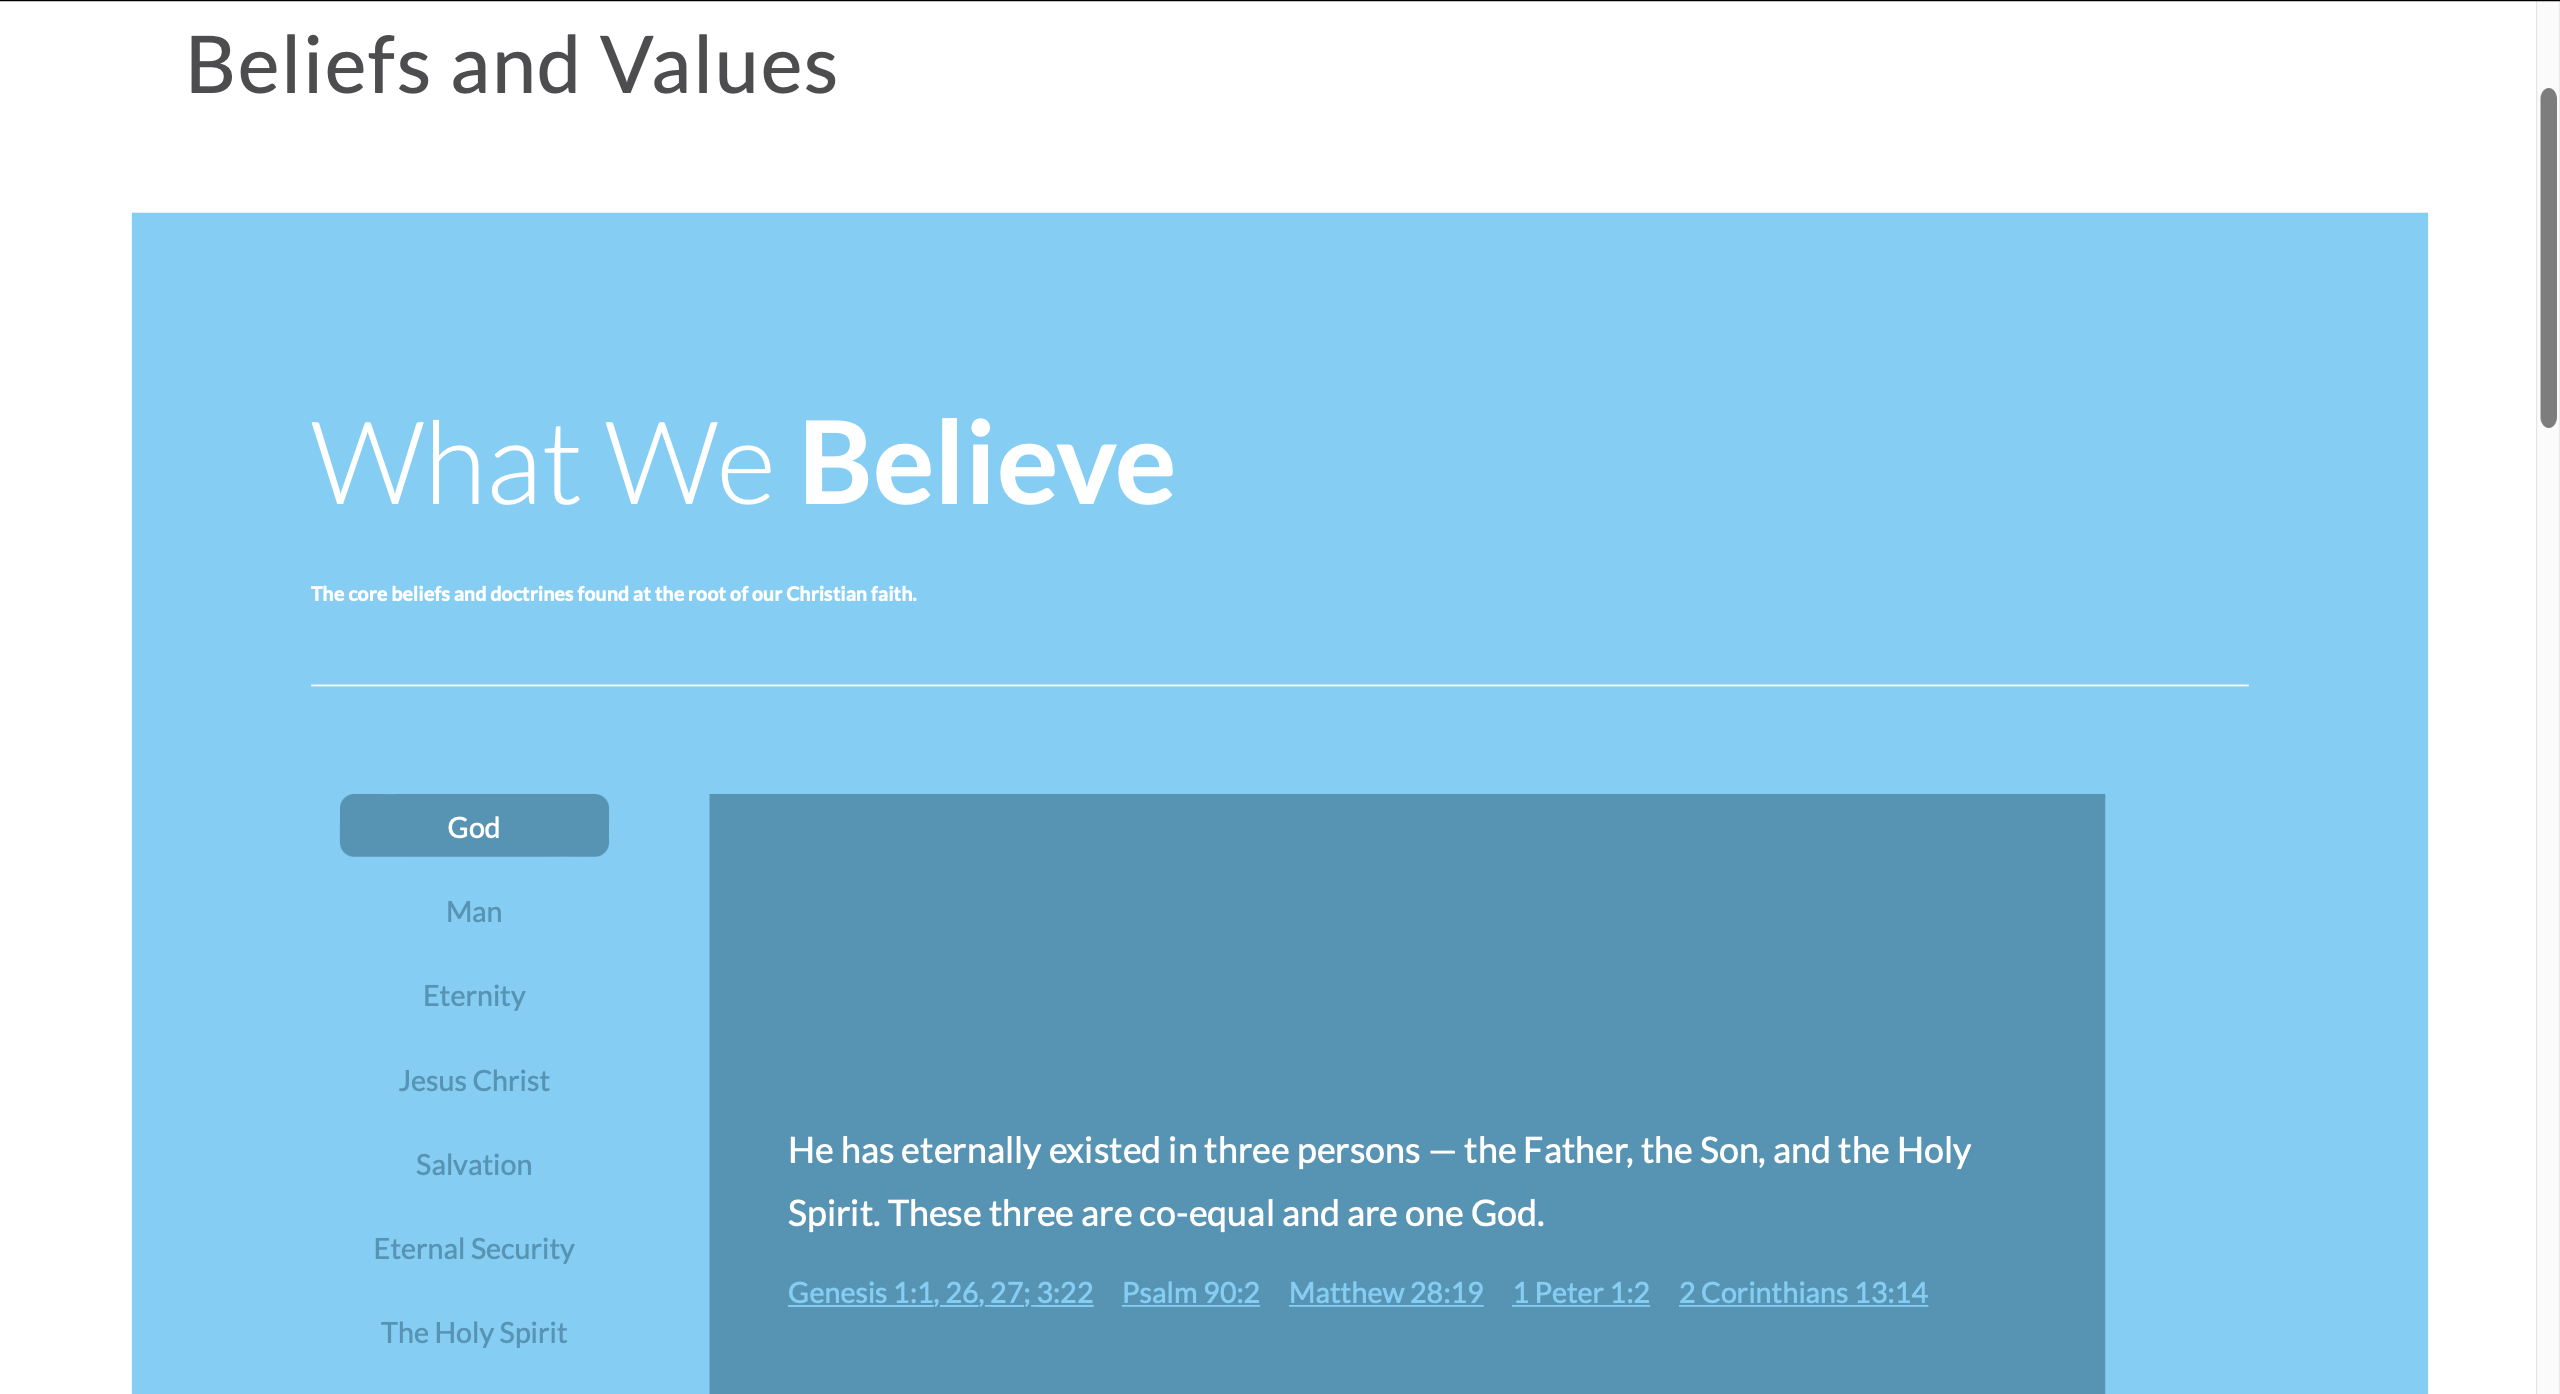 Beliefs and Values
What We Believe
The core beliefs and doctrines found at the root of our Christian faith.
God
Man
Eternity
Jesus Christ
Salvation
Eternal Security
The Holy Spirit
He has eternally existed in three persons — the Father, the Son, and the Holy
Spirit. These three are co-equal and are one God.
Genesis 1:1, 26, 27; 3:22 Psalm 90:2 Matthew 28:19 1 Peter 1:2 2 Corinthians 13:14